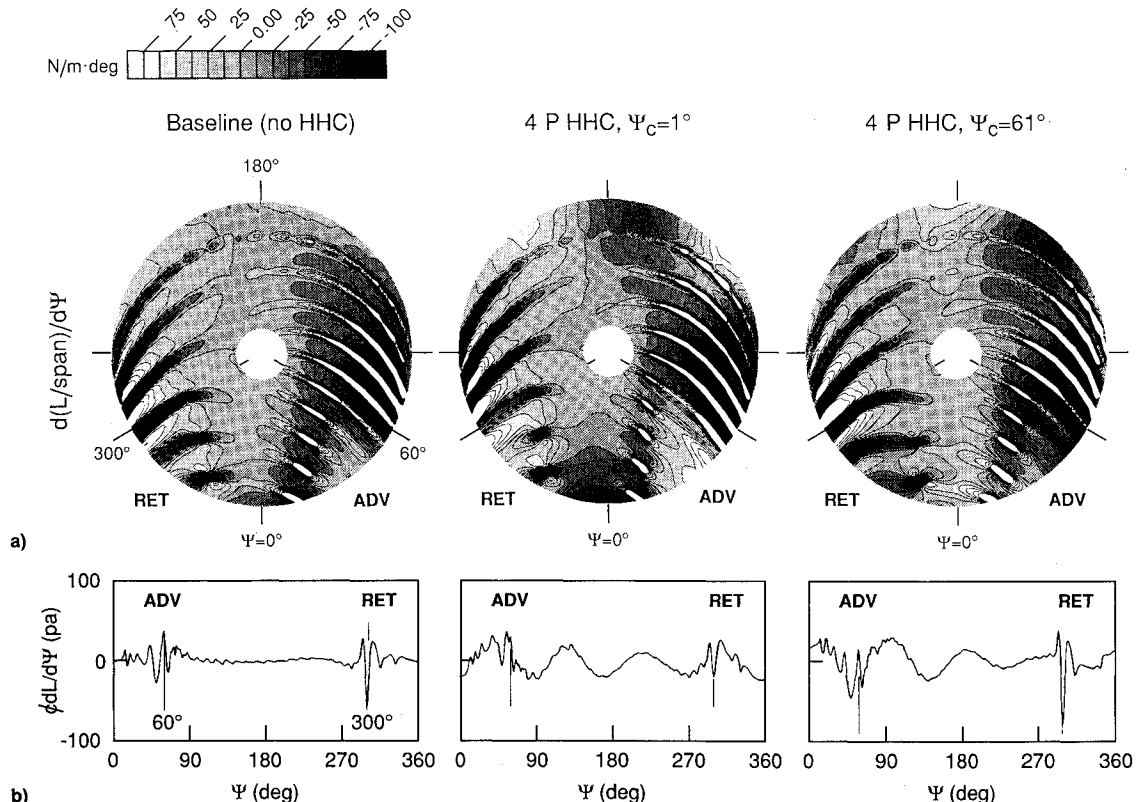 75 50 25 0.00 -25 -50 -75 -100
N/m·deg
Baseline (no HHC)
4 P HHC, Ψc=1°
4 P HHC, Ψc=61°
180°
d(L/span)/dΨ
300°
60°
RET
ADV
RET
ADV
RET
ADV
Ψ=0°
Ψ=0°
Ψ=0°
a)
∮dL/dΨ (pa)
100
0
-100
ADV
RET
60°
300°
ADV
RET
ADV
RET
0 90 180 270 360
0 90 180 270 360
0 90 180 270 360
Ψ (deg)
Ψ (deg)
Ψ (deg)
b)